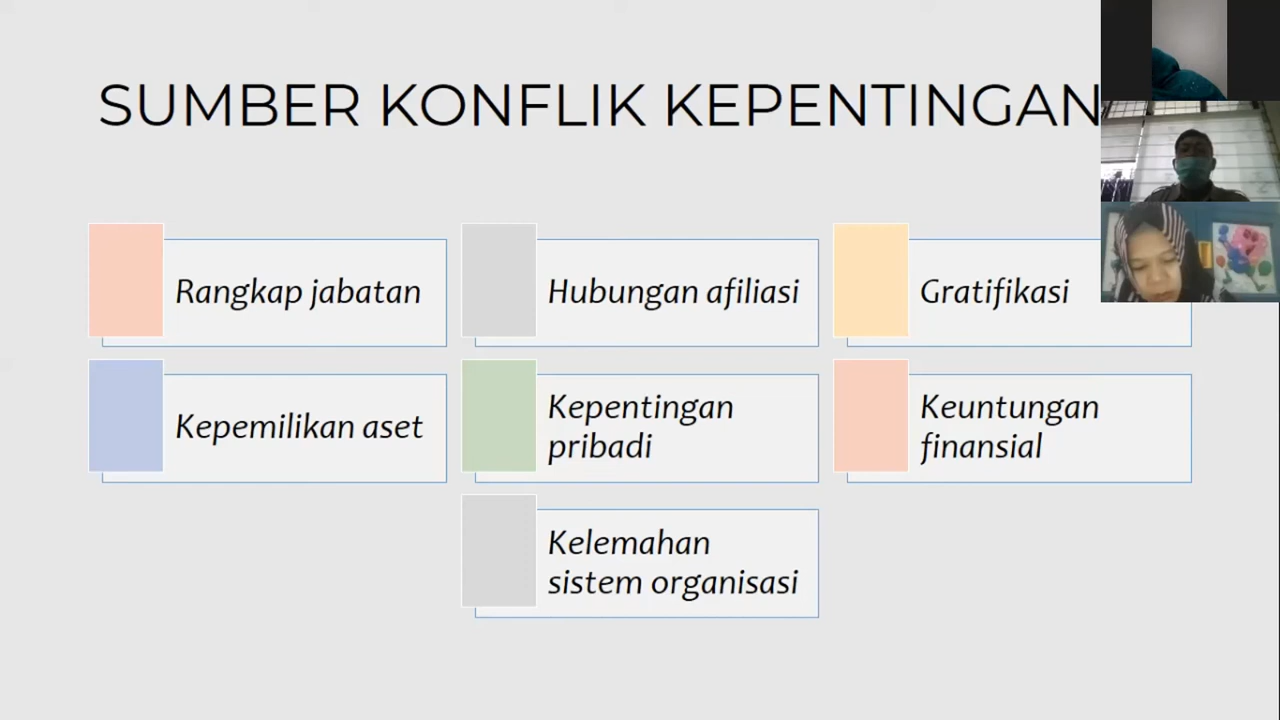 SUMBER KONFLIK KEPENTINGAN
Rangkap jabatan
Hubungan afiliasi
Gratifikasi
Kepemilikan aset
Kepentingan
pribadi
Keuntungan
finansial
Kelemahan
sistem organisasi